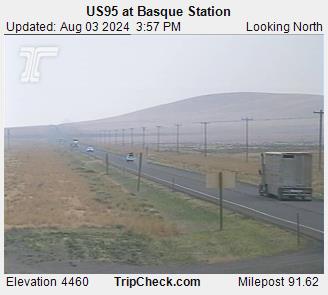 US95 at Basque Station
Updated: Aug 03 2024 3:57 PM Looking North
Elevation 4460 TripCheck.com Milepost 91.62